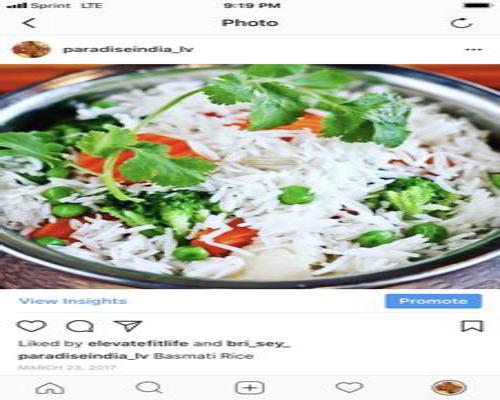 Sprint LTE 9:19 PM
Photo
paradiseindia_lv
View Insights Promote
Liked by elevatefitlife and bri_sey_
paradiseindia_lv Basmati Rice
MARCH 23, 2017